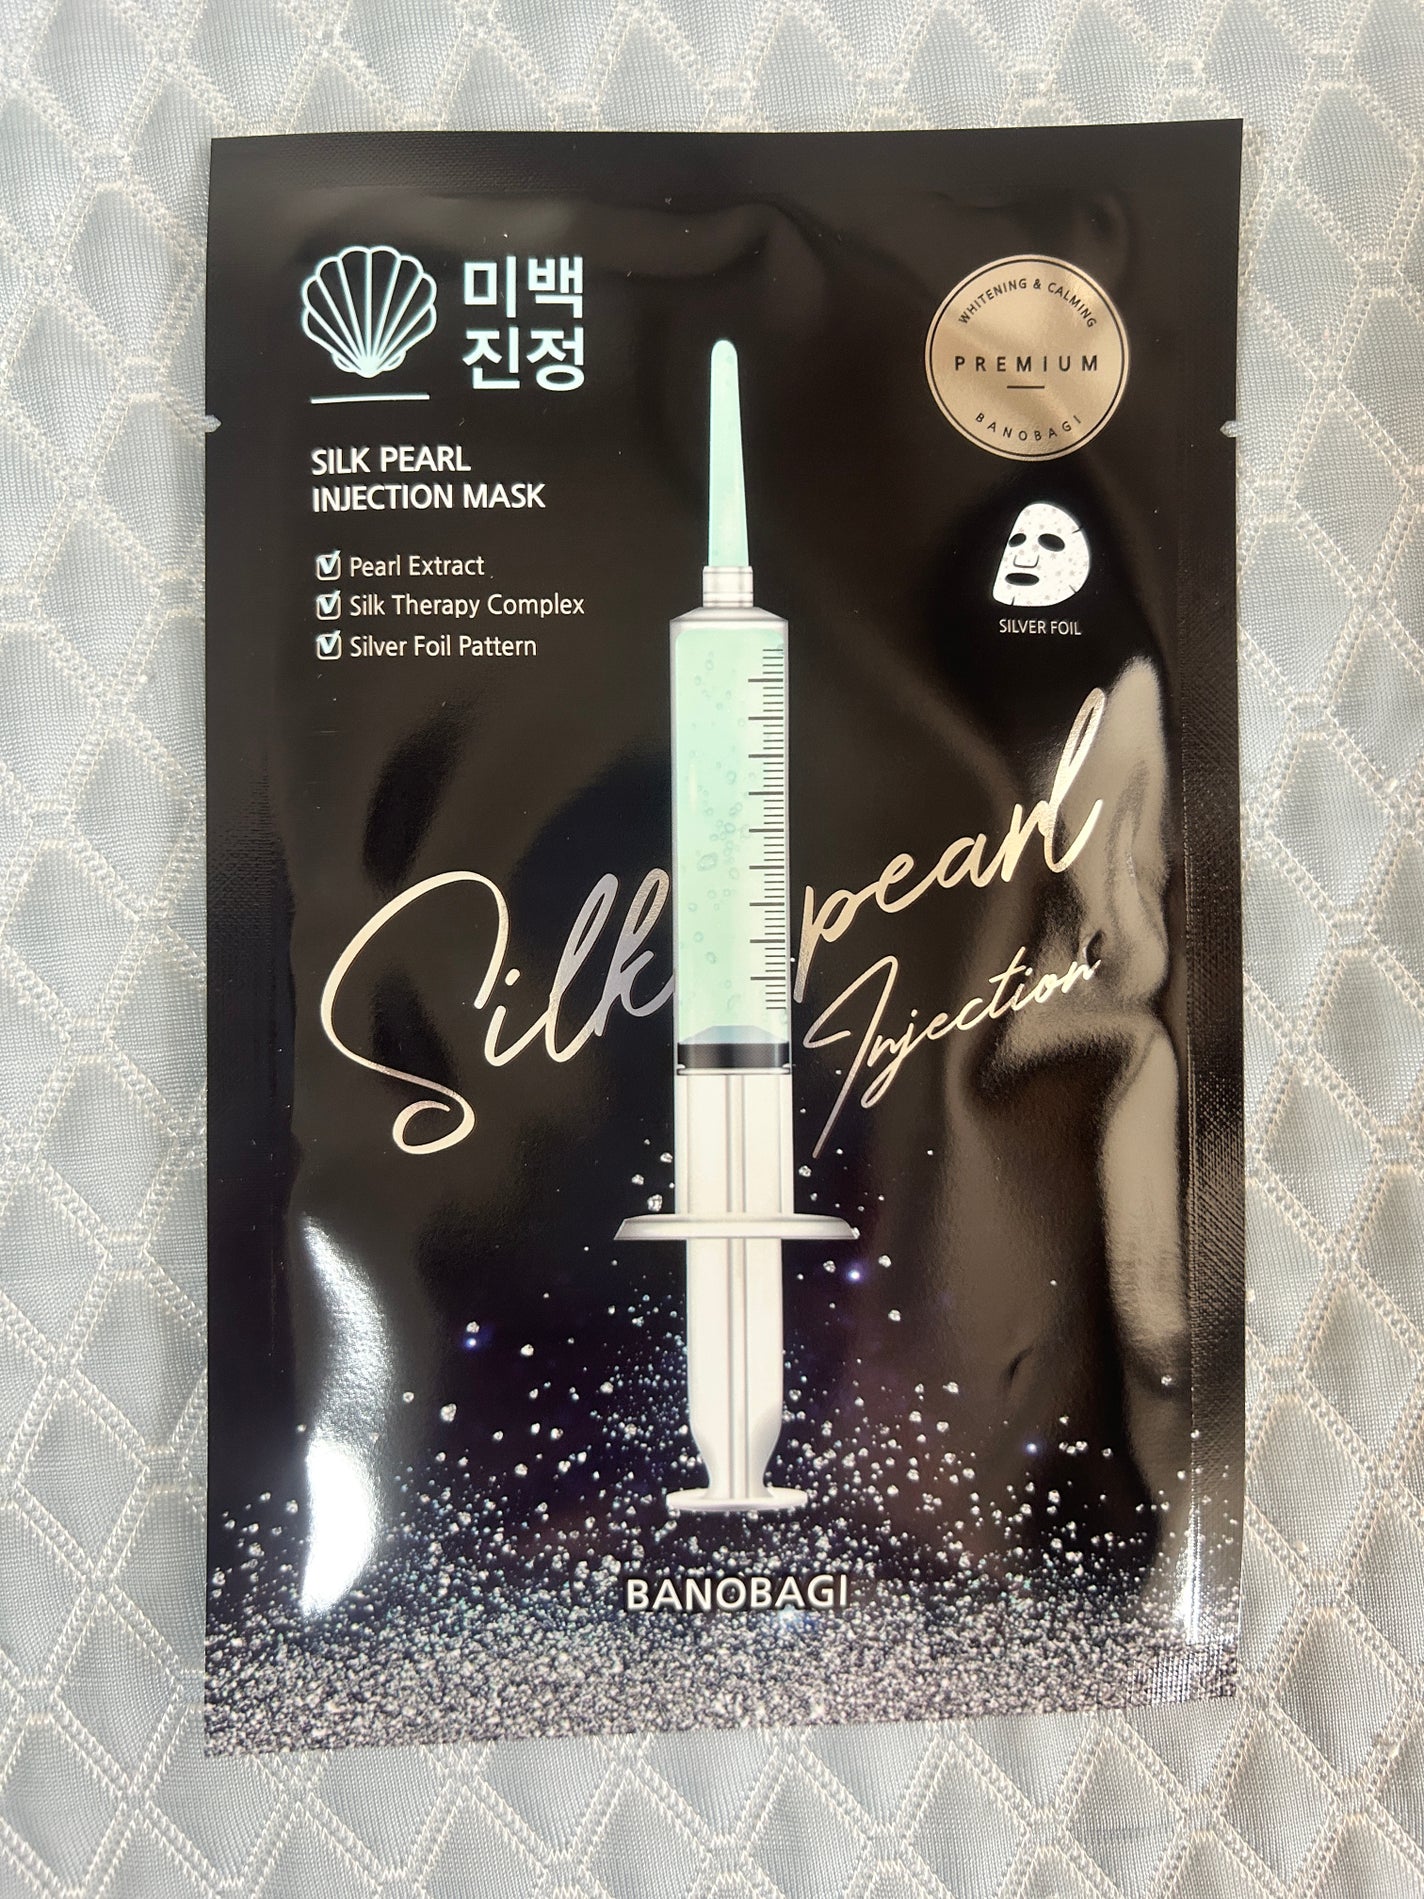 미백
진정
WHITENING & CALMING
PREMIUM
BANOBAGI
SILK PEARL
INJECTION MASK
Pearl Extract
Silk Therapy Complex
Silver Foil Pattern
SILVER FOIL
Silk pearl
Injection
BANOBAGI